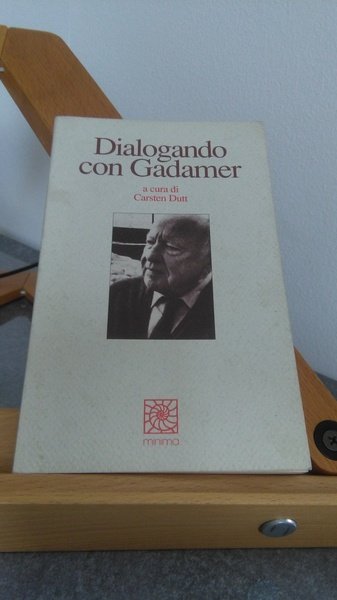 Dialogando
con Gadamer
a cura di
Carsten Dutt
minima